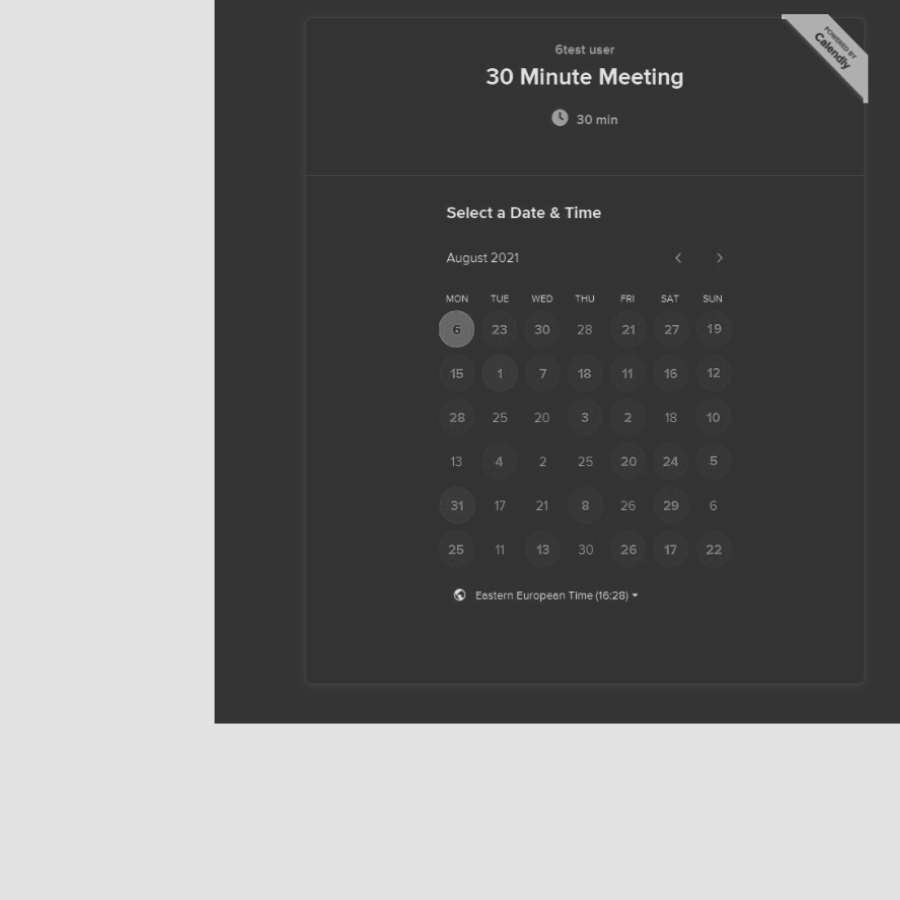 6test user
POWERED BY
Calendly
30 Minute Meeting
30 min
Select a Date & Time
August 2021
MON TUE WED THU FRI SAT SUN
6 23 30 28 21 27 19
15 1 7 18 11 16 12
28 25 20 3 2 18 10
13 4 2 25 20 24 5
31 17 21 8 26 29 6
25 11 13 30 26 17 22
Eastern European Time (16:28)